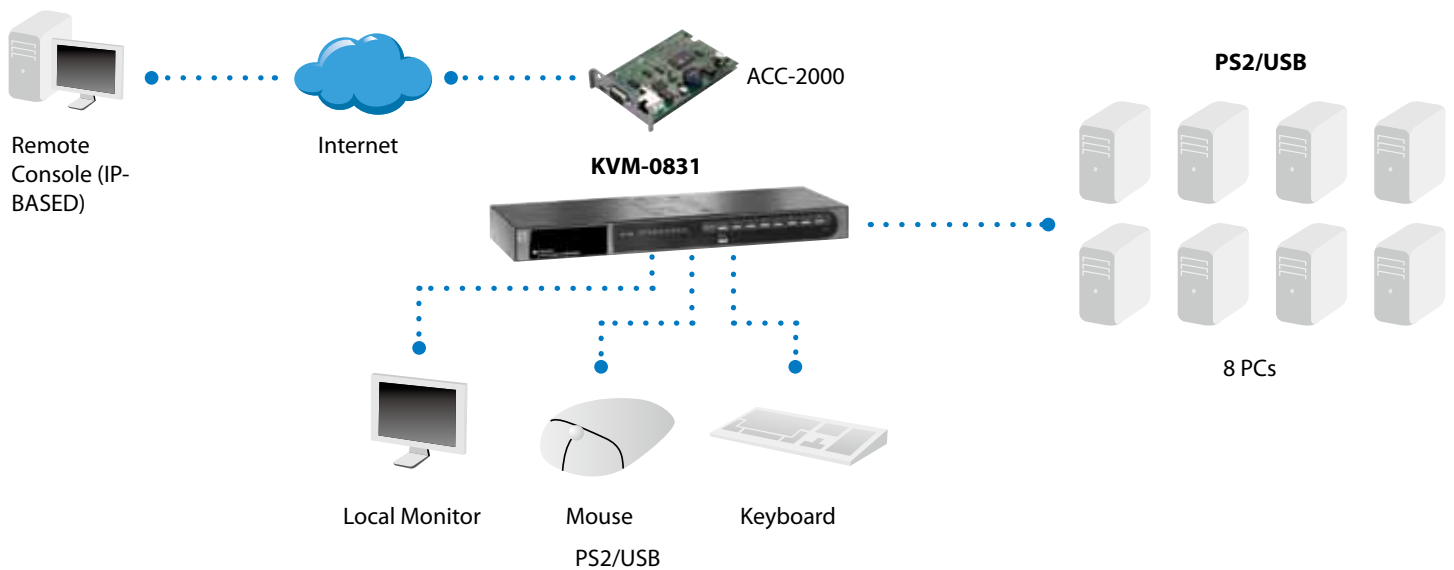 PS2/USB
ACC-2000
Remote
Console (IP-
BASED)
Internet
KVM-0831
8 PCs
Local Monitor
Mouse
Keyboard
PS2/USB